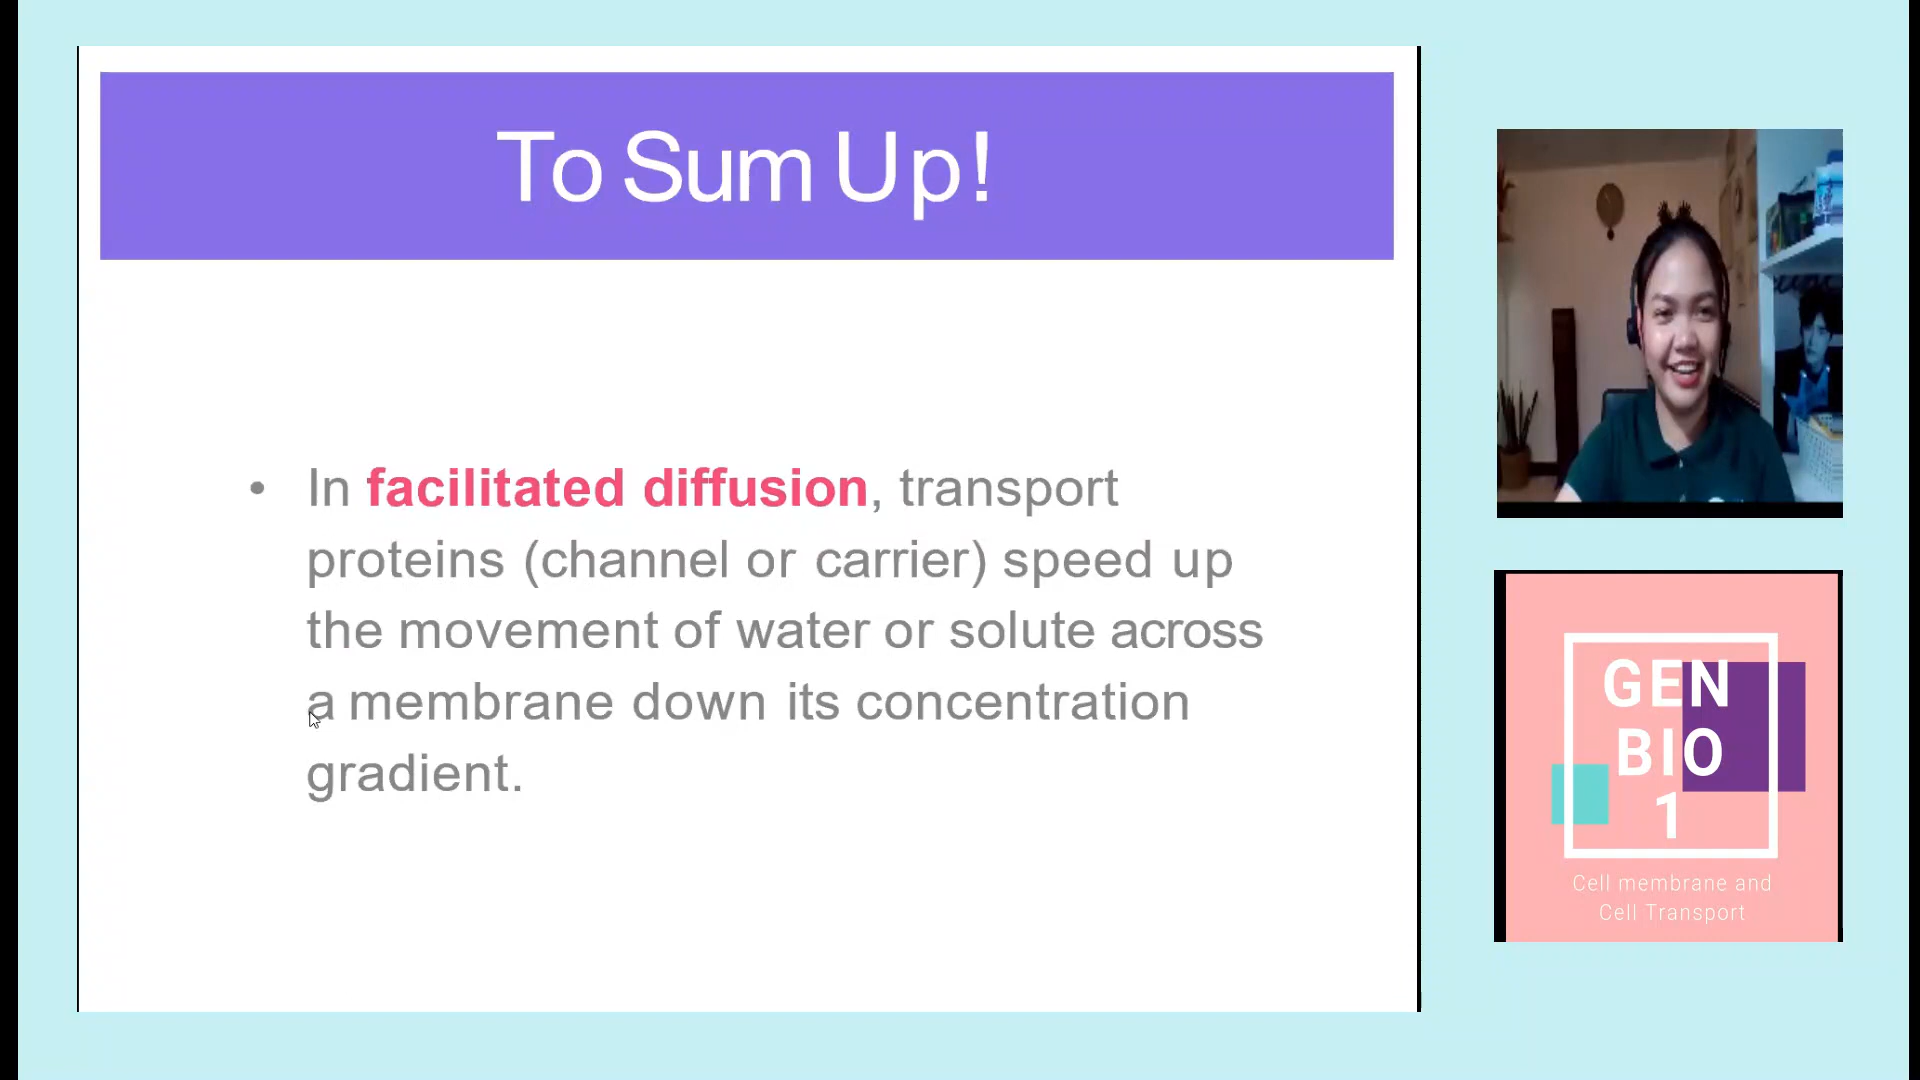 To Sum Up!
• In facilitated diffusion, transport
proteins (channel or carrier) speed up
the movement of water or solute across
a membrane down its concentration
gradient.
GEN
BIO
1
Cell membrane and
Cell Transport